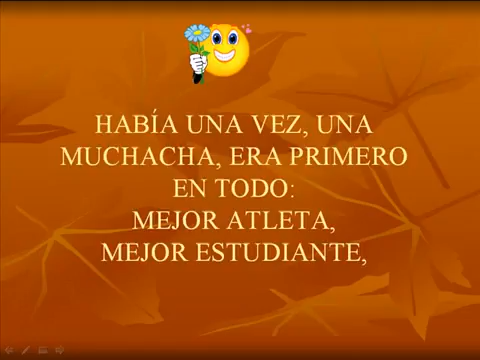 HABÍA UNA VEZ, UNA
MUCHACHA, ERA PRIMERO
EN TODO:
MEJOR ATLETA,
MEJOR ESTUDIANTE,